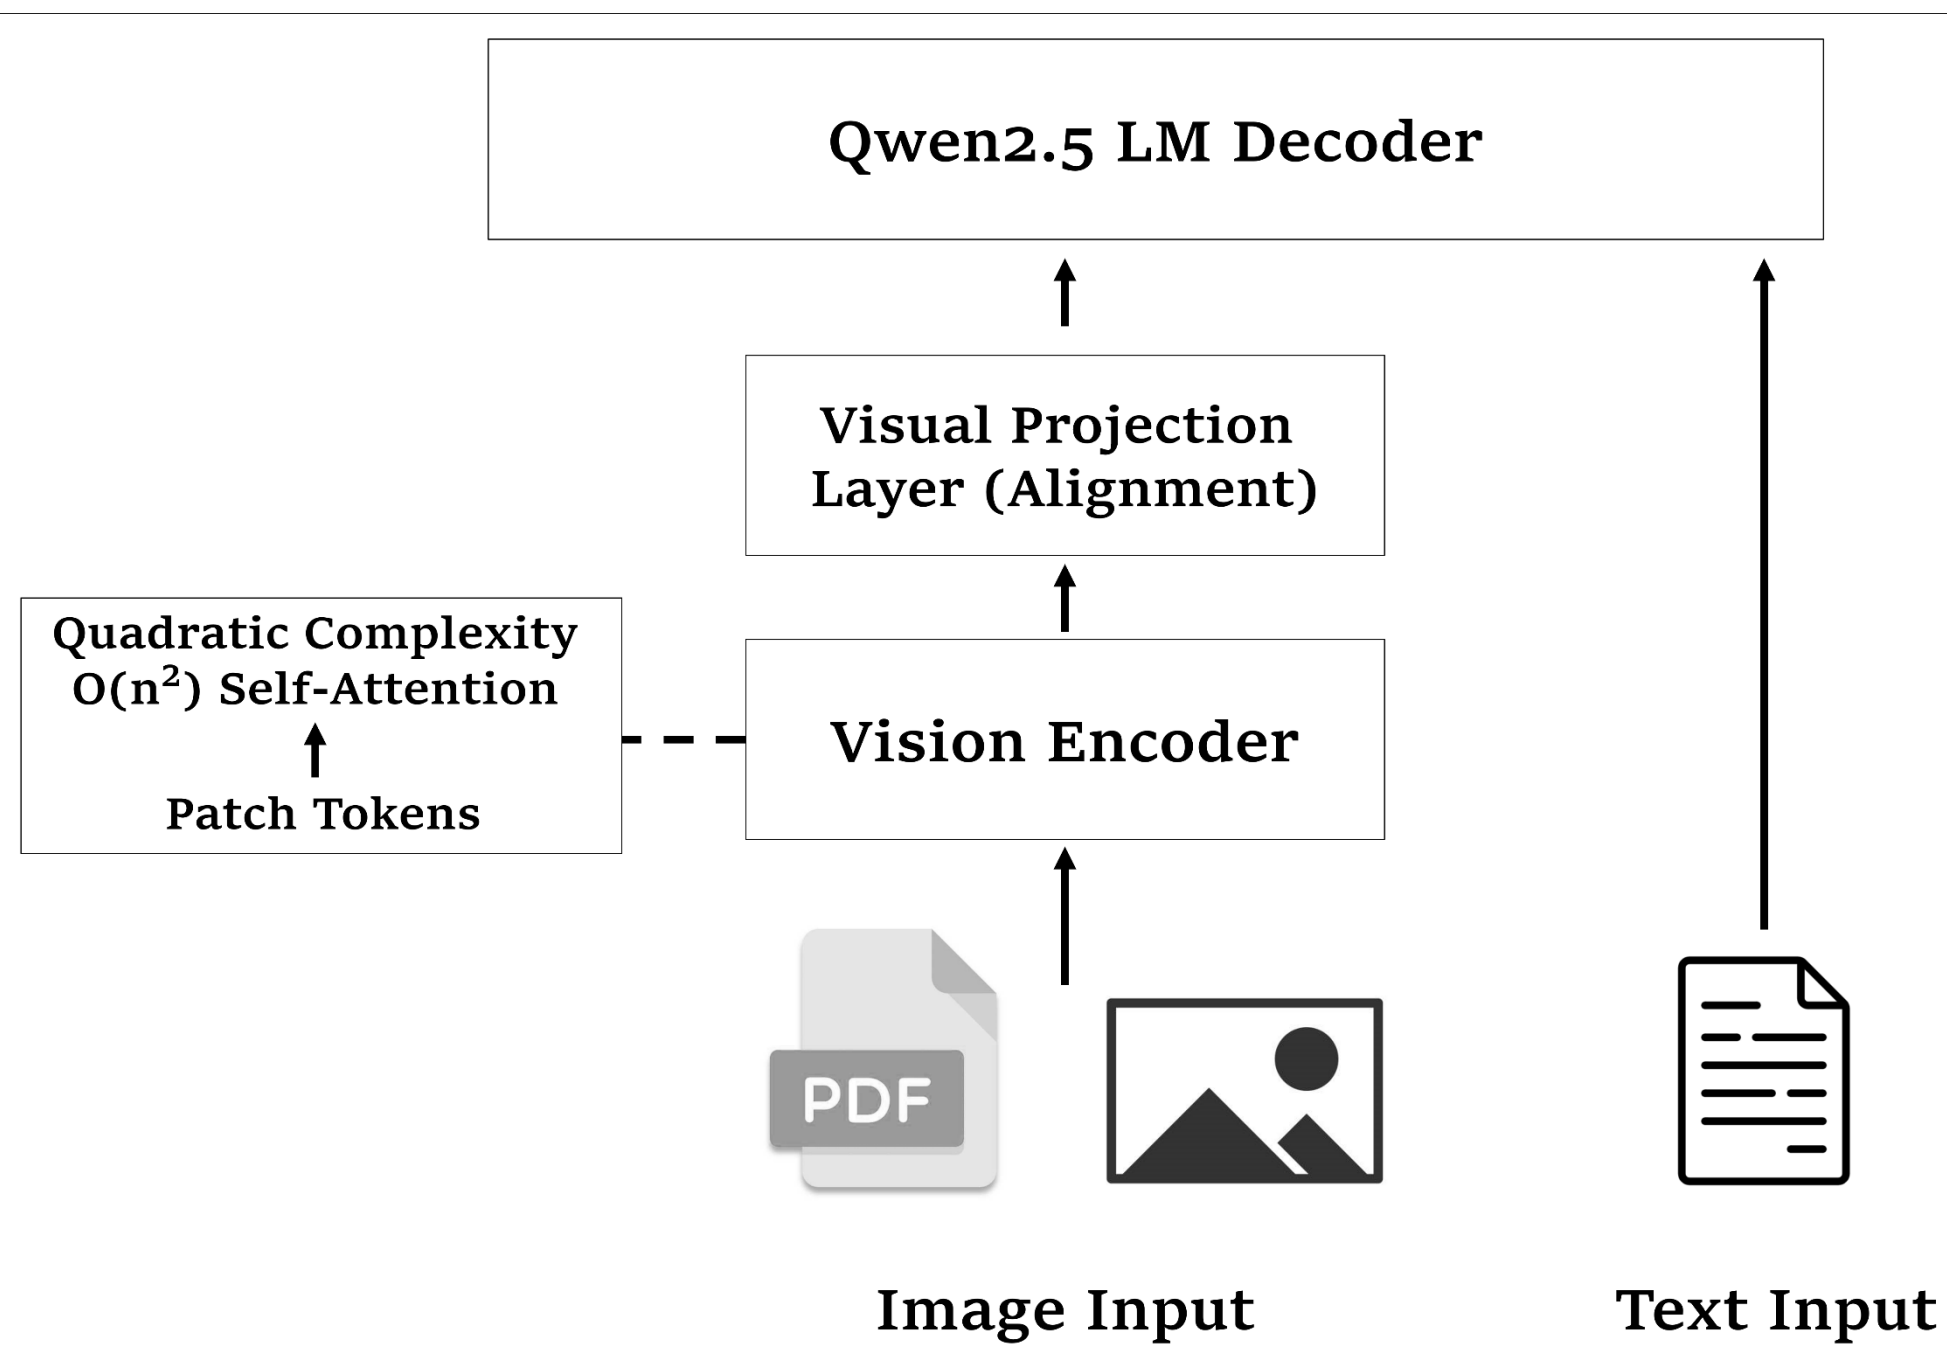 Qwen2.5 LM Decoder
Visual Projection
Layer (Alignment)
Quadratic Complexity
O(n²) Self-Attention
Patch Tokens
Vision Encoder
PDF
Image Input
Text Input